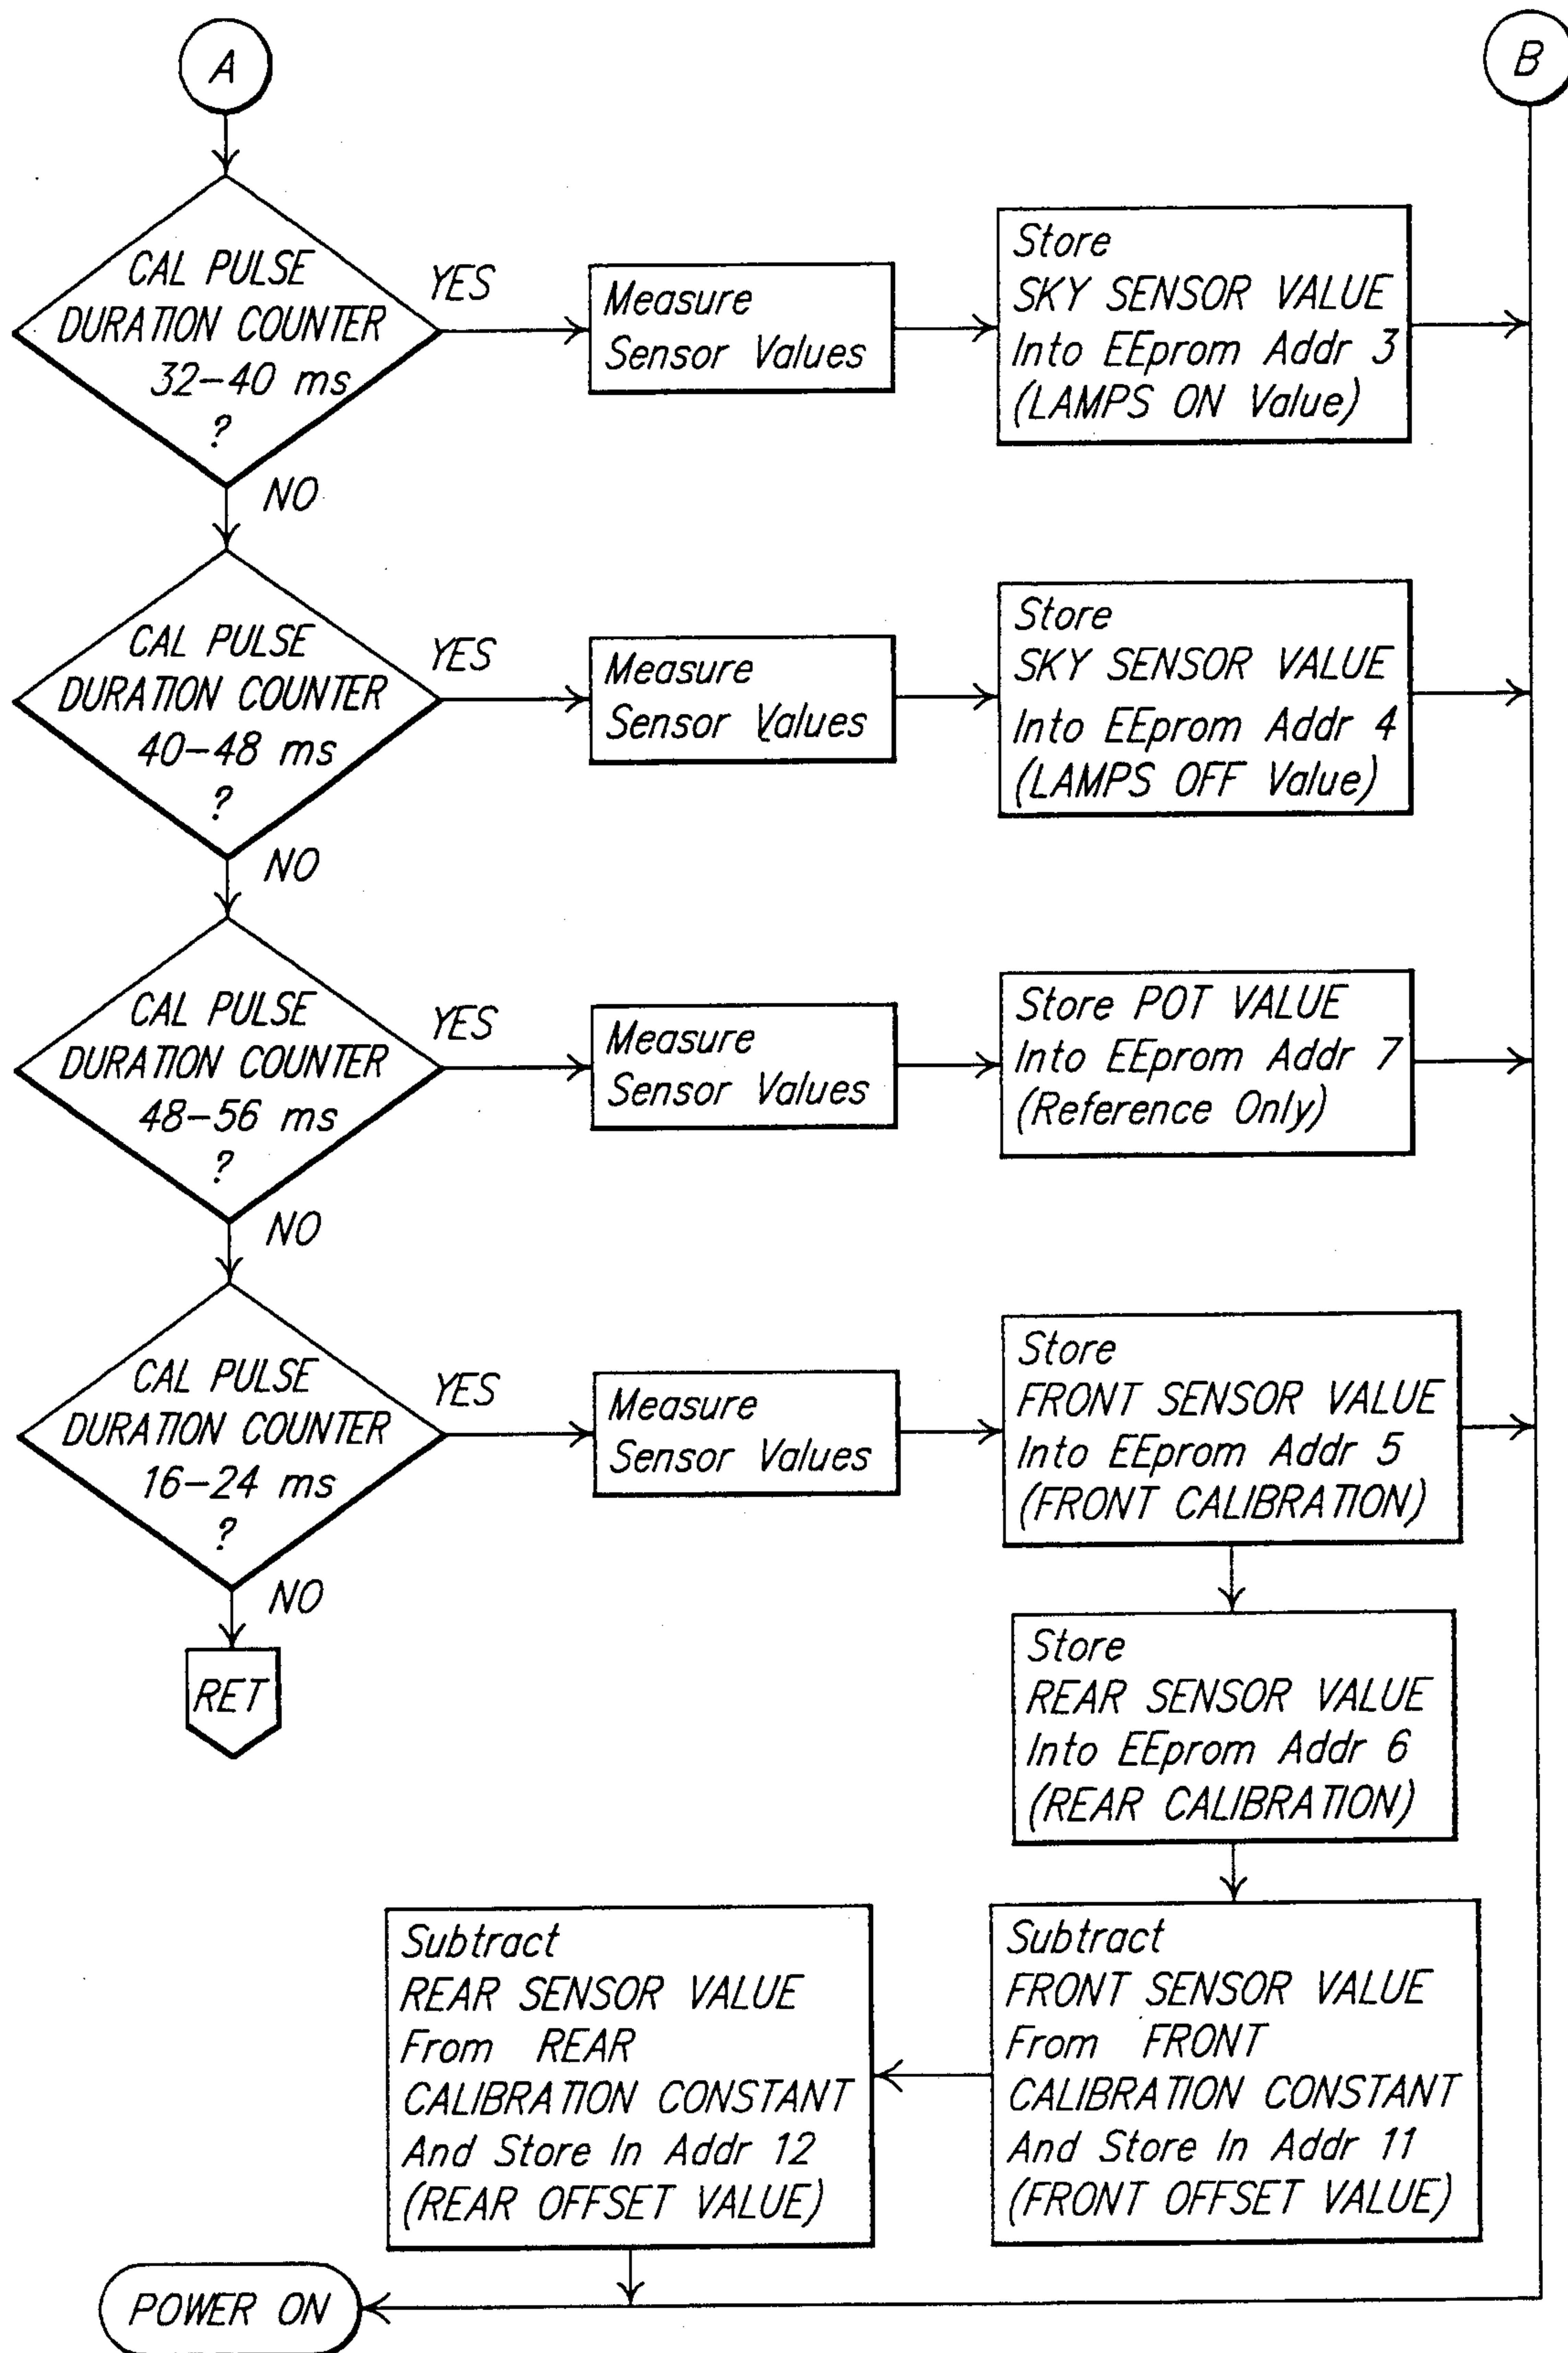 A
B
CAL PULSE
DURATION COUNTER
32-40 ms
?
YES
NO
Measure
Sensor Values
Store
SKY SENSOR VALUE
Into EEprom Addr 3
(LAMPS ON Value)
CAL PULSE
DURATION COUNTER
40-48 ms
?
YES
NO
Measure
Sensor Values
Store
SKY SENSOR VALUE
Into EEprom Addr 4
(LAMPS OFF Value)
CAL PULSE
DURATION COUNTER
48-56 ms
?
YES
NO
Measure
Sensor Values
Store POT VALUE
Into EEprom Addr 7
(Reference Only)
CAL PULSE
DURATION COUNTER
16-24 ms
?
YES
NO
Measure
Sensor Values
Store
FRONT SENSOR VALUE
Into EEprom Addr 5
(FRONT CALIBRATION)
RET
Store
REAR SENSOR VALUE
Into EEprom Addr 6
(REAR CALIBRATION)
Subtract
FRONT SENSOR VALUE
From FRONT
CALIBRATION CONSTANT
And Store In Addr 11
(FRONT OFFSET VALUE)
Subtract
REAR SENSOR VALUE
From REAR
CALIBRATION CONSTANT
And Store In Addr 12
(REAR OFFSET VALUE)
POWER ON